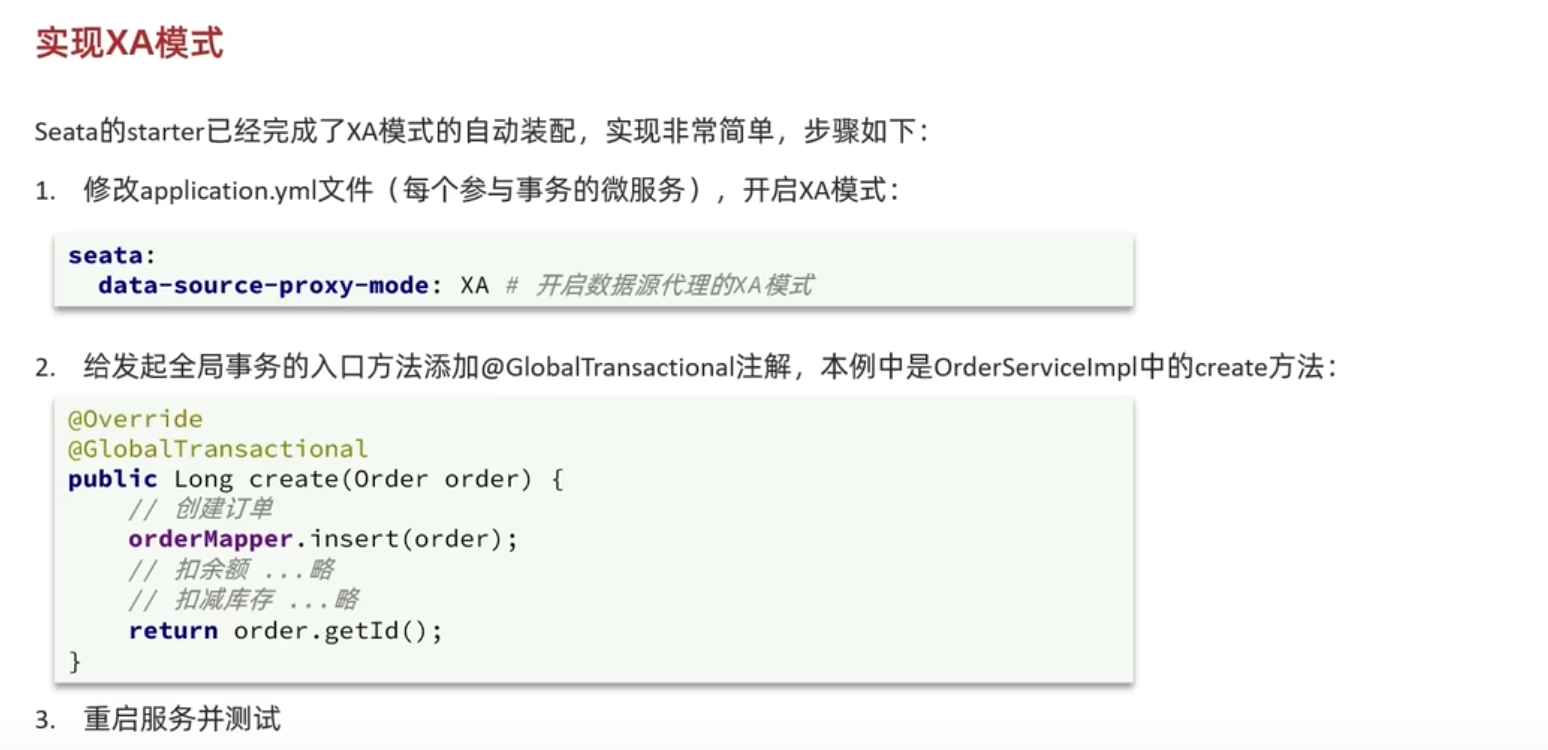 实现XA模式
Seata的starter已经完成了XA模式的自动装配，实现非常简单，步骤如下：
1. 修改application.yml文件（每个参与事务的微服务），开启XA模式：
seata:
  data-source-proxy-mode: XA # 开启数据源代理的XA模式
2. 给发起全局事务的入口方法添加@GlobalTransactional注解，本例中是OrderServiceImpl中的create方法：
@Override
@GlobalTransactional
public Long create(Order order) {
    // 创建订单
    orderMapper.insert(order);
    // 扣余额 ...略
    // 扣减库存 ...略
    return order.getId();
}
3. 重启服务并测试